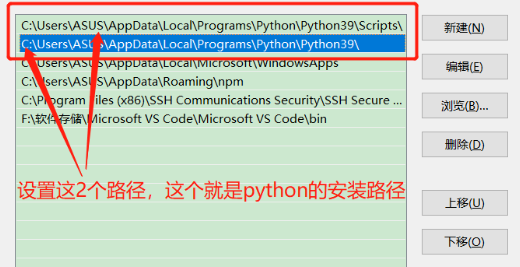 C:\Users\ASUS\AppData\Local\Programs\Python\Python39\Scripts\
C:\Users\ASUS\AppData\Local\Programs\Python\Python39\
C:\Users\ASUS\AppData\Local\Microsoft\WindowsApps
C:\Users\ASUS\AppData\Roaming\npm
C:\Program Files (x86)\SSH Communications Security\SSH Secure ...
F:\软件存储\Microsoft VS Code\Microsoft VS Code\bin
设置这2个路径，这个就是python的安装路径
新建(N)
编辑(E)
浏览(B)...
删除(D)
上移(U)
下移(O)